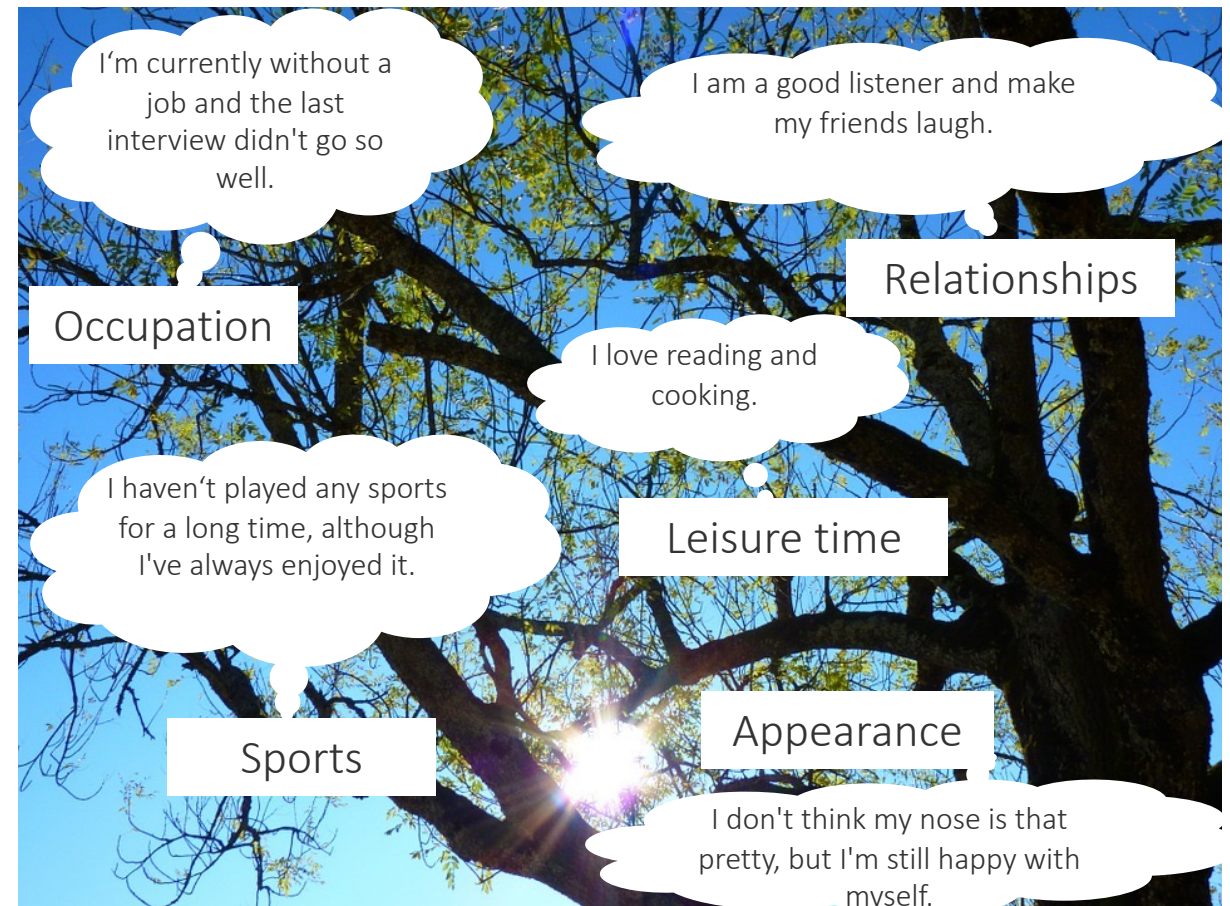 I‘m currently without a
job and the last
interview didn't go so
well.
Occupation
I am a good listener and make
my friends laugh.
Relationships
I love reading and
cooking.
Leisure time
I haven‘t played any sports
for a long time, although
I've always enjoyed it.
Sports
Appearance
I don't think my nose is that
pretty, but I'm still happy with
myself.